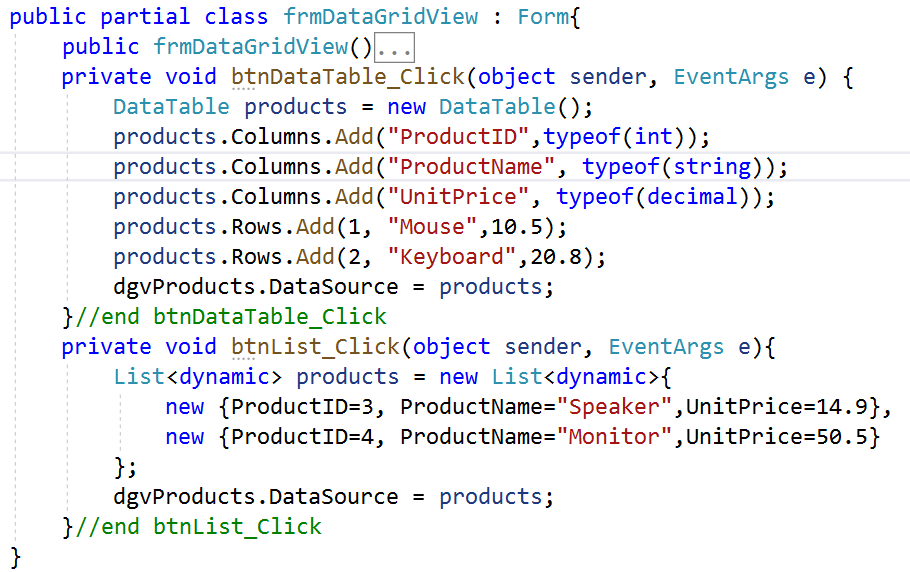 public partial class frmDataGridView : Form{
    public frmDataGridView()...
    private void btnDataTable_Click(object sender, EventArgs e) {
        DataTable products = new DataTable();
        products.Columns.Add("ProductID",typeof(int));
        products.Columns.Add("ProductName", typeof(string));
        products.Columns.Add("UnitPrice", typeof(decimal));
        products.Rows.Add(1, "Mouse",10.5);
        products.Rows.Add(2, "Keyboard",20.8);
        dgvProducts.DataSource = products;
    }//end btnDataTable_Click
    private void btnList_Click(object sender, EventArgs e){
        List<dynamic> products = new List<dynamic>{
            new {ProductID=3, ProductName="Speaker",UnitPrice=14.9},
            new {ProductID=4, ProductName="Monitor",UnitPrice=50.5}
        };
        dgvProducts.DataSource = products;
    }//end btnList_Click
}